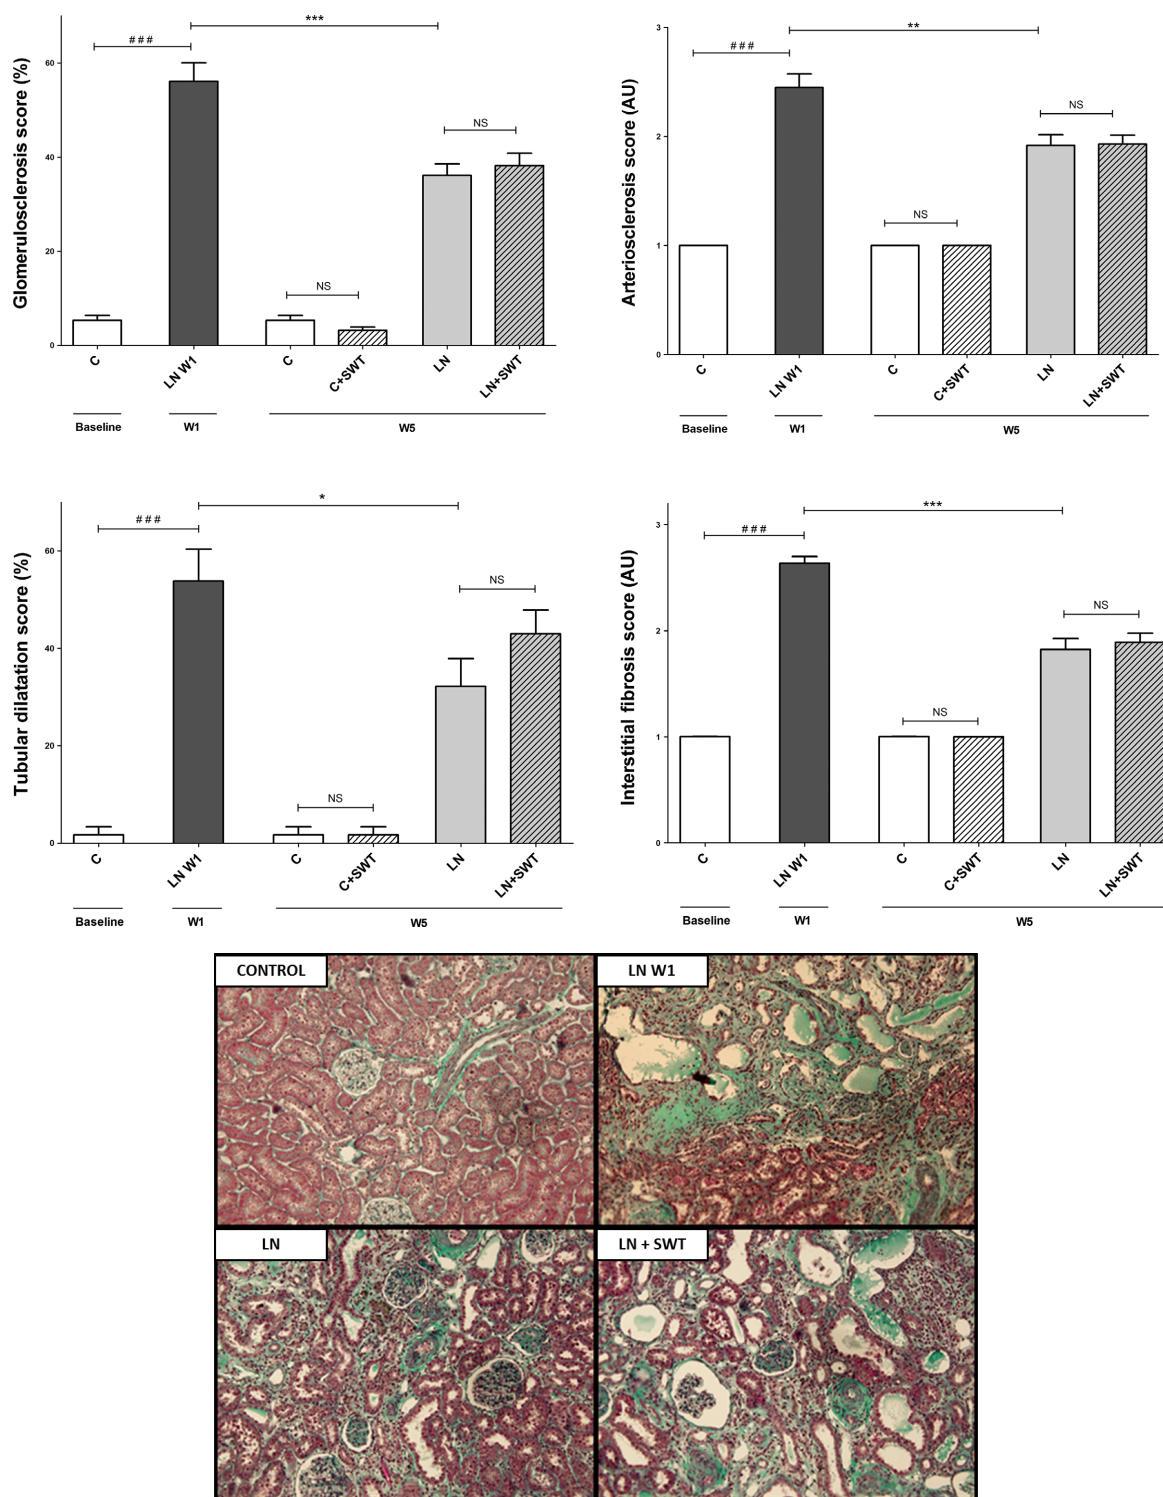 ***
###
NS
NS
60
40
20
0
Glomerulosclerosis score (%)
C
LN W1
C
C+SWT
LN
LN+SWT
Baseline
W1
W5
**
###
NS
NS
3
2
1
0
Arteriosclerosis score (AU)
C
LN W1
C
C+SWT
LN
LN+SWT
Baseline
W1
W5
*
###
NS
NS
60
40
20
0
Tubular dilatation score (%)
C
LN W1
C
C+SWT
LN
LN+SWT
Baseline
W1
W5
***
###
NS
NS
3
2
1
0
Interstitial fibrosis score (AU)
C
LN W1
C
C+SWT
LN
LN+SWT
Baseline
W1
W5
CONTROL
LN W1
LN
LN + SWT